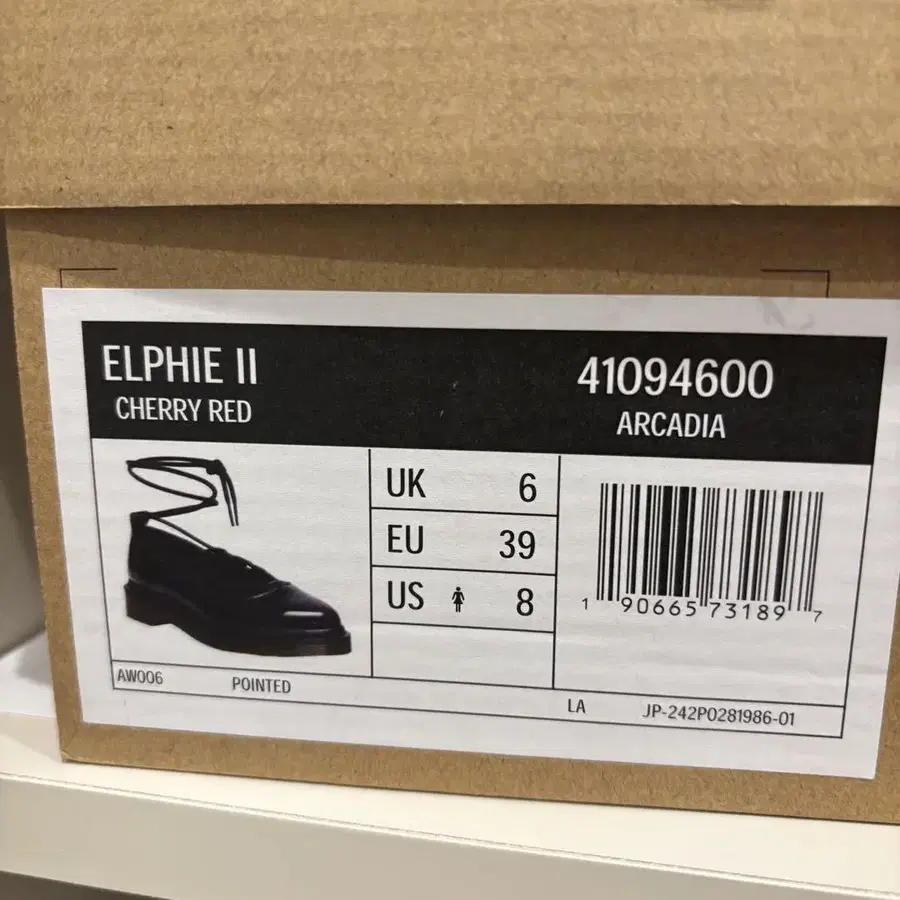 ELPHIE II
CHERRY RED
41094600
ARCADIA
UK 6
EU 39
US 8
1 90665 73189 7
AW006 POINTED
LA JP-242P0281986-01